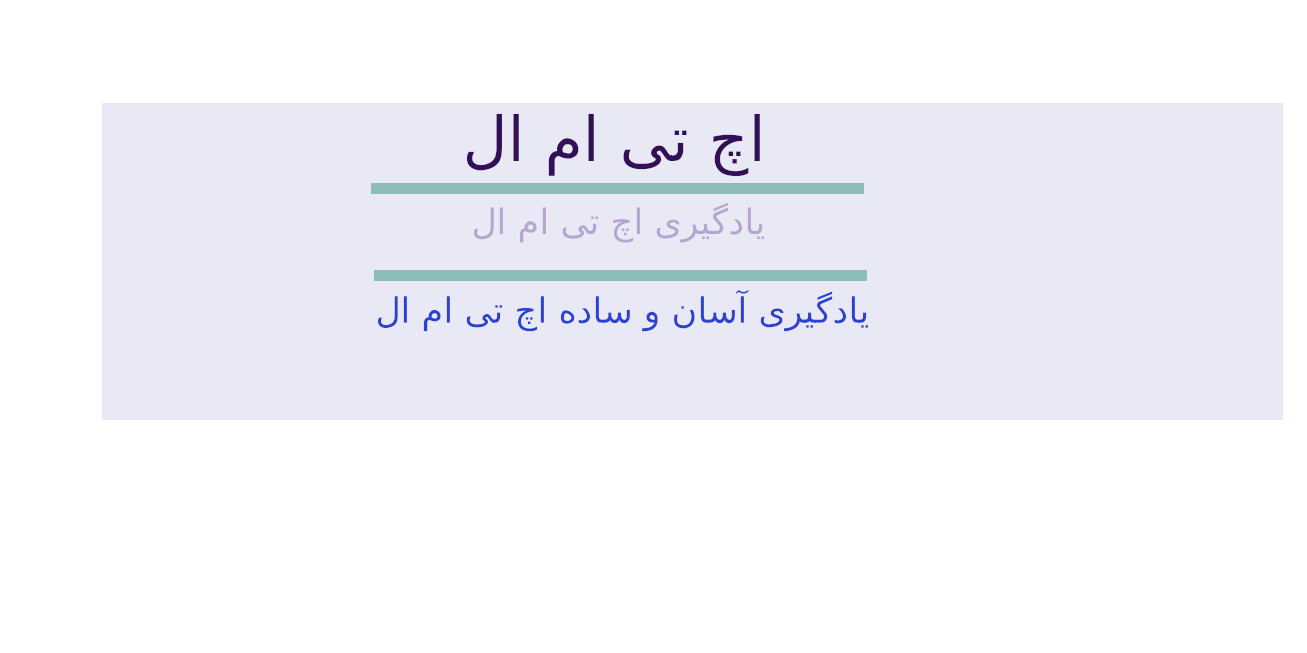 اچ تی ام ال
یادگیری اچ تی ام ال
یادگیری آسان و ساده اچ تی ام ال